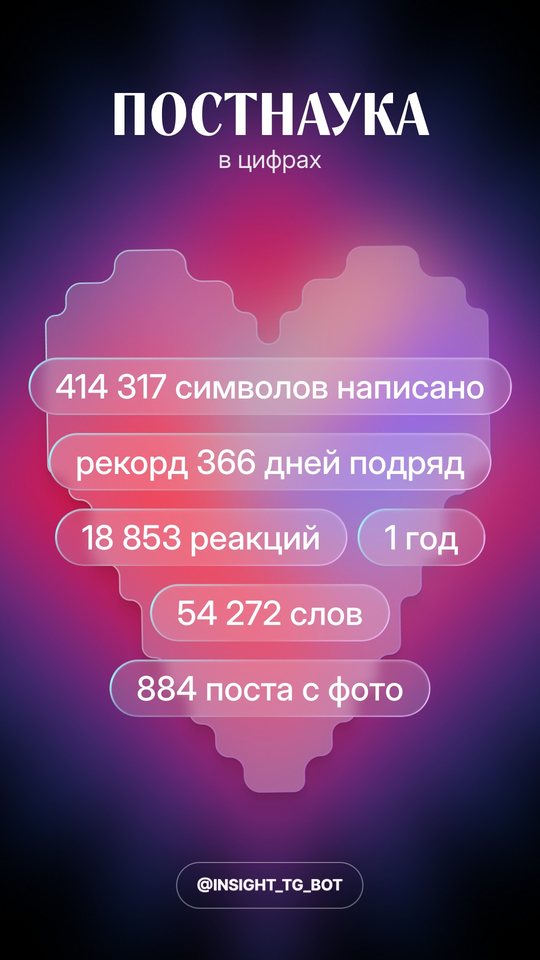 ПОСТНАУКА
в цифрах
414 317 символов написано
рекорд 366 дней подряд
18 853 реакций
1 год
54 272 слов
884 поста с фото
@INSIGHT_TG_BOT